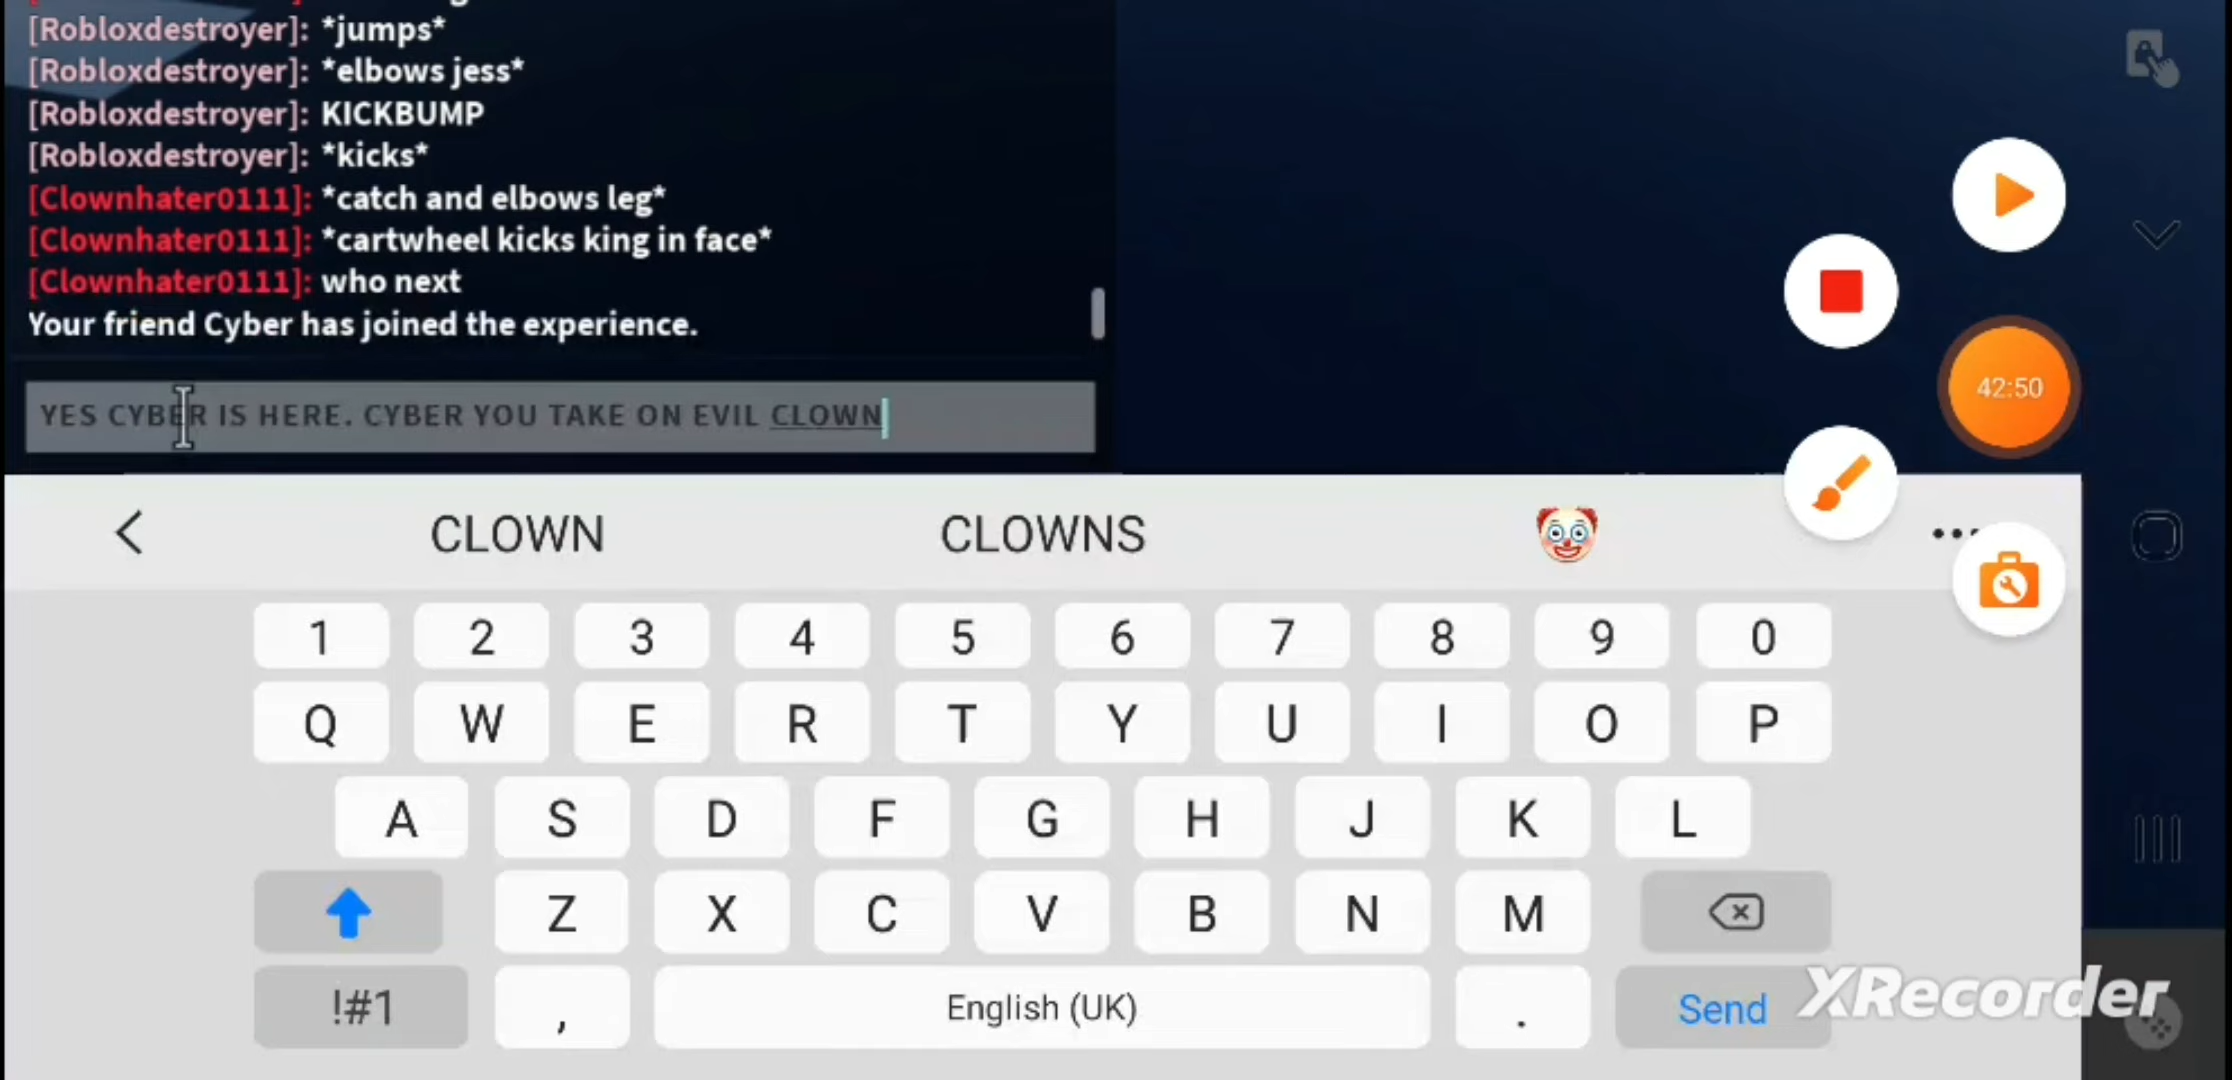 [Robloxdestroyer]: *jumps*
[Robloxdestroyer]: *elbows jess*
[Robloxdestroyer]: KICKBUMP
[Robloxdestroyer]: *kicks*
[Clownhater0111]: *catch and elbows leg*
[Clownhater0111]: *cartwheel kicks king in face*
[Clownhater0111]: who next
Your friend Cyber has joined the experience.
42:50
YES CYBER IS HERE. CYBER YOU TAKE ON EVIL CLOWN
CLOWN CLOWNS
1 2 3 4 5 6 7 8 9 0
Q W E R T Y U I O P
A S D F G H J K L
Z X C V B N M
!#1 , English (UK) . Send
XRecorder